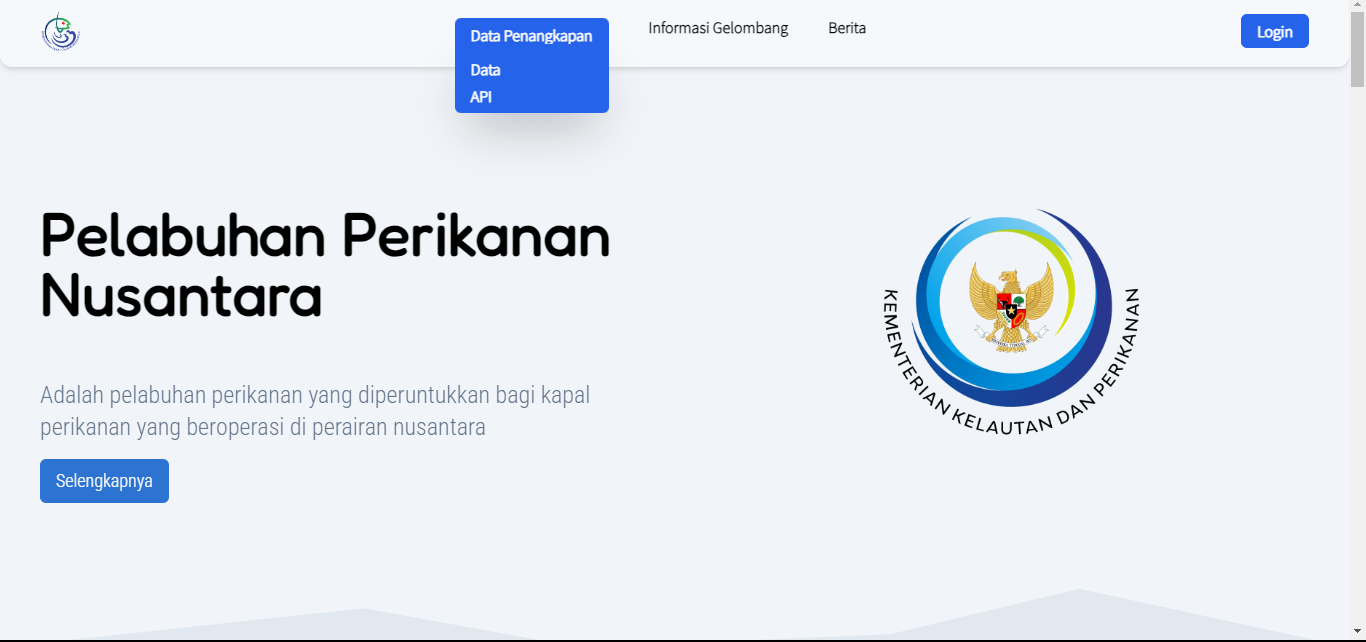 Data Penangkapan
Informasi Gelombang
Berita
Login
Data
API
Pelabuhan Perikanan
Nusantara
Adalah pelabuhan perikanan yang diperuntukkan bagi kapal
perikanan yang beroperasi di perairan nusantara
Selengkapnya
KEMENTERIAN KELAUTAN DAN PERIKANAN